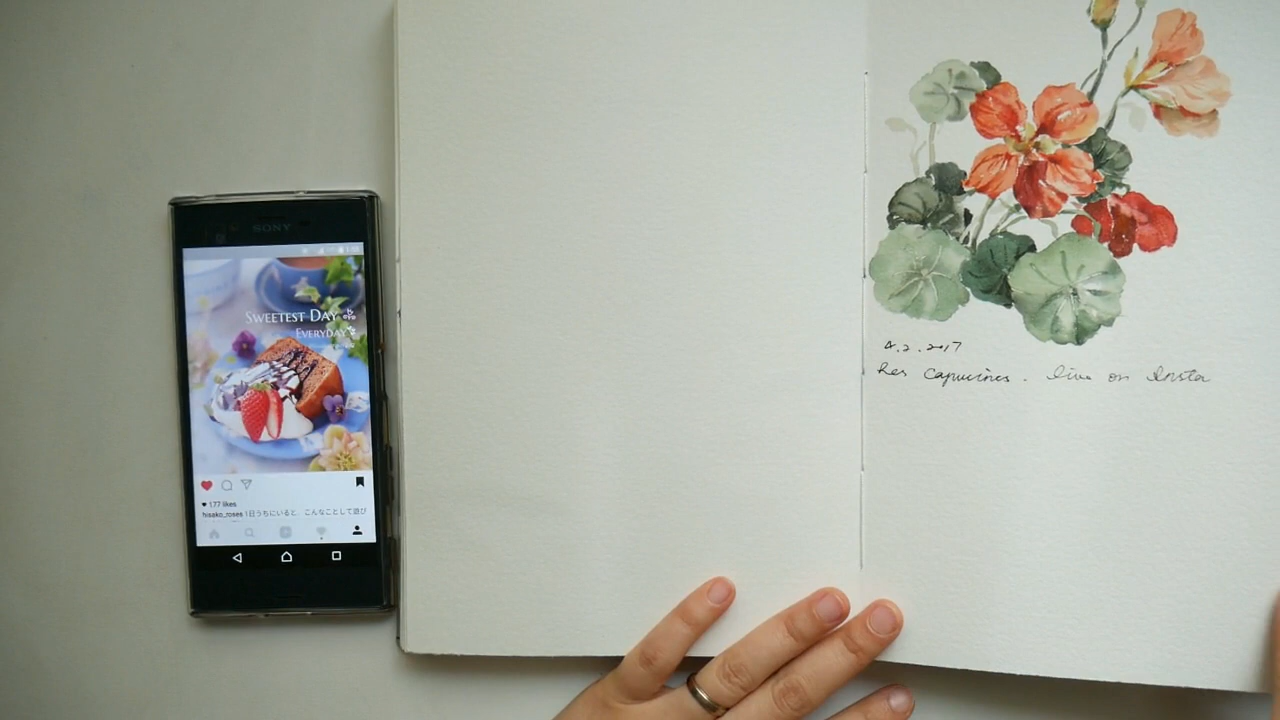 SONY
SWEETEST DAY
EVERYDAY
177 likes
hisako_roses 1日うちにいると、こんなことして遊び
4.2.2017
Les Capucines. live on Insta